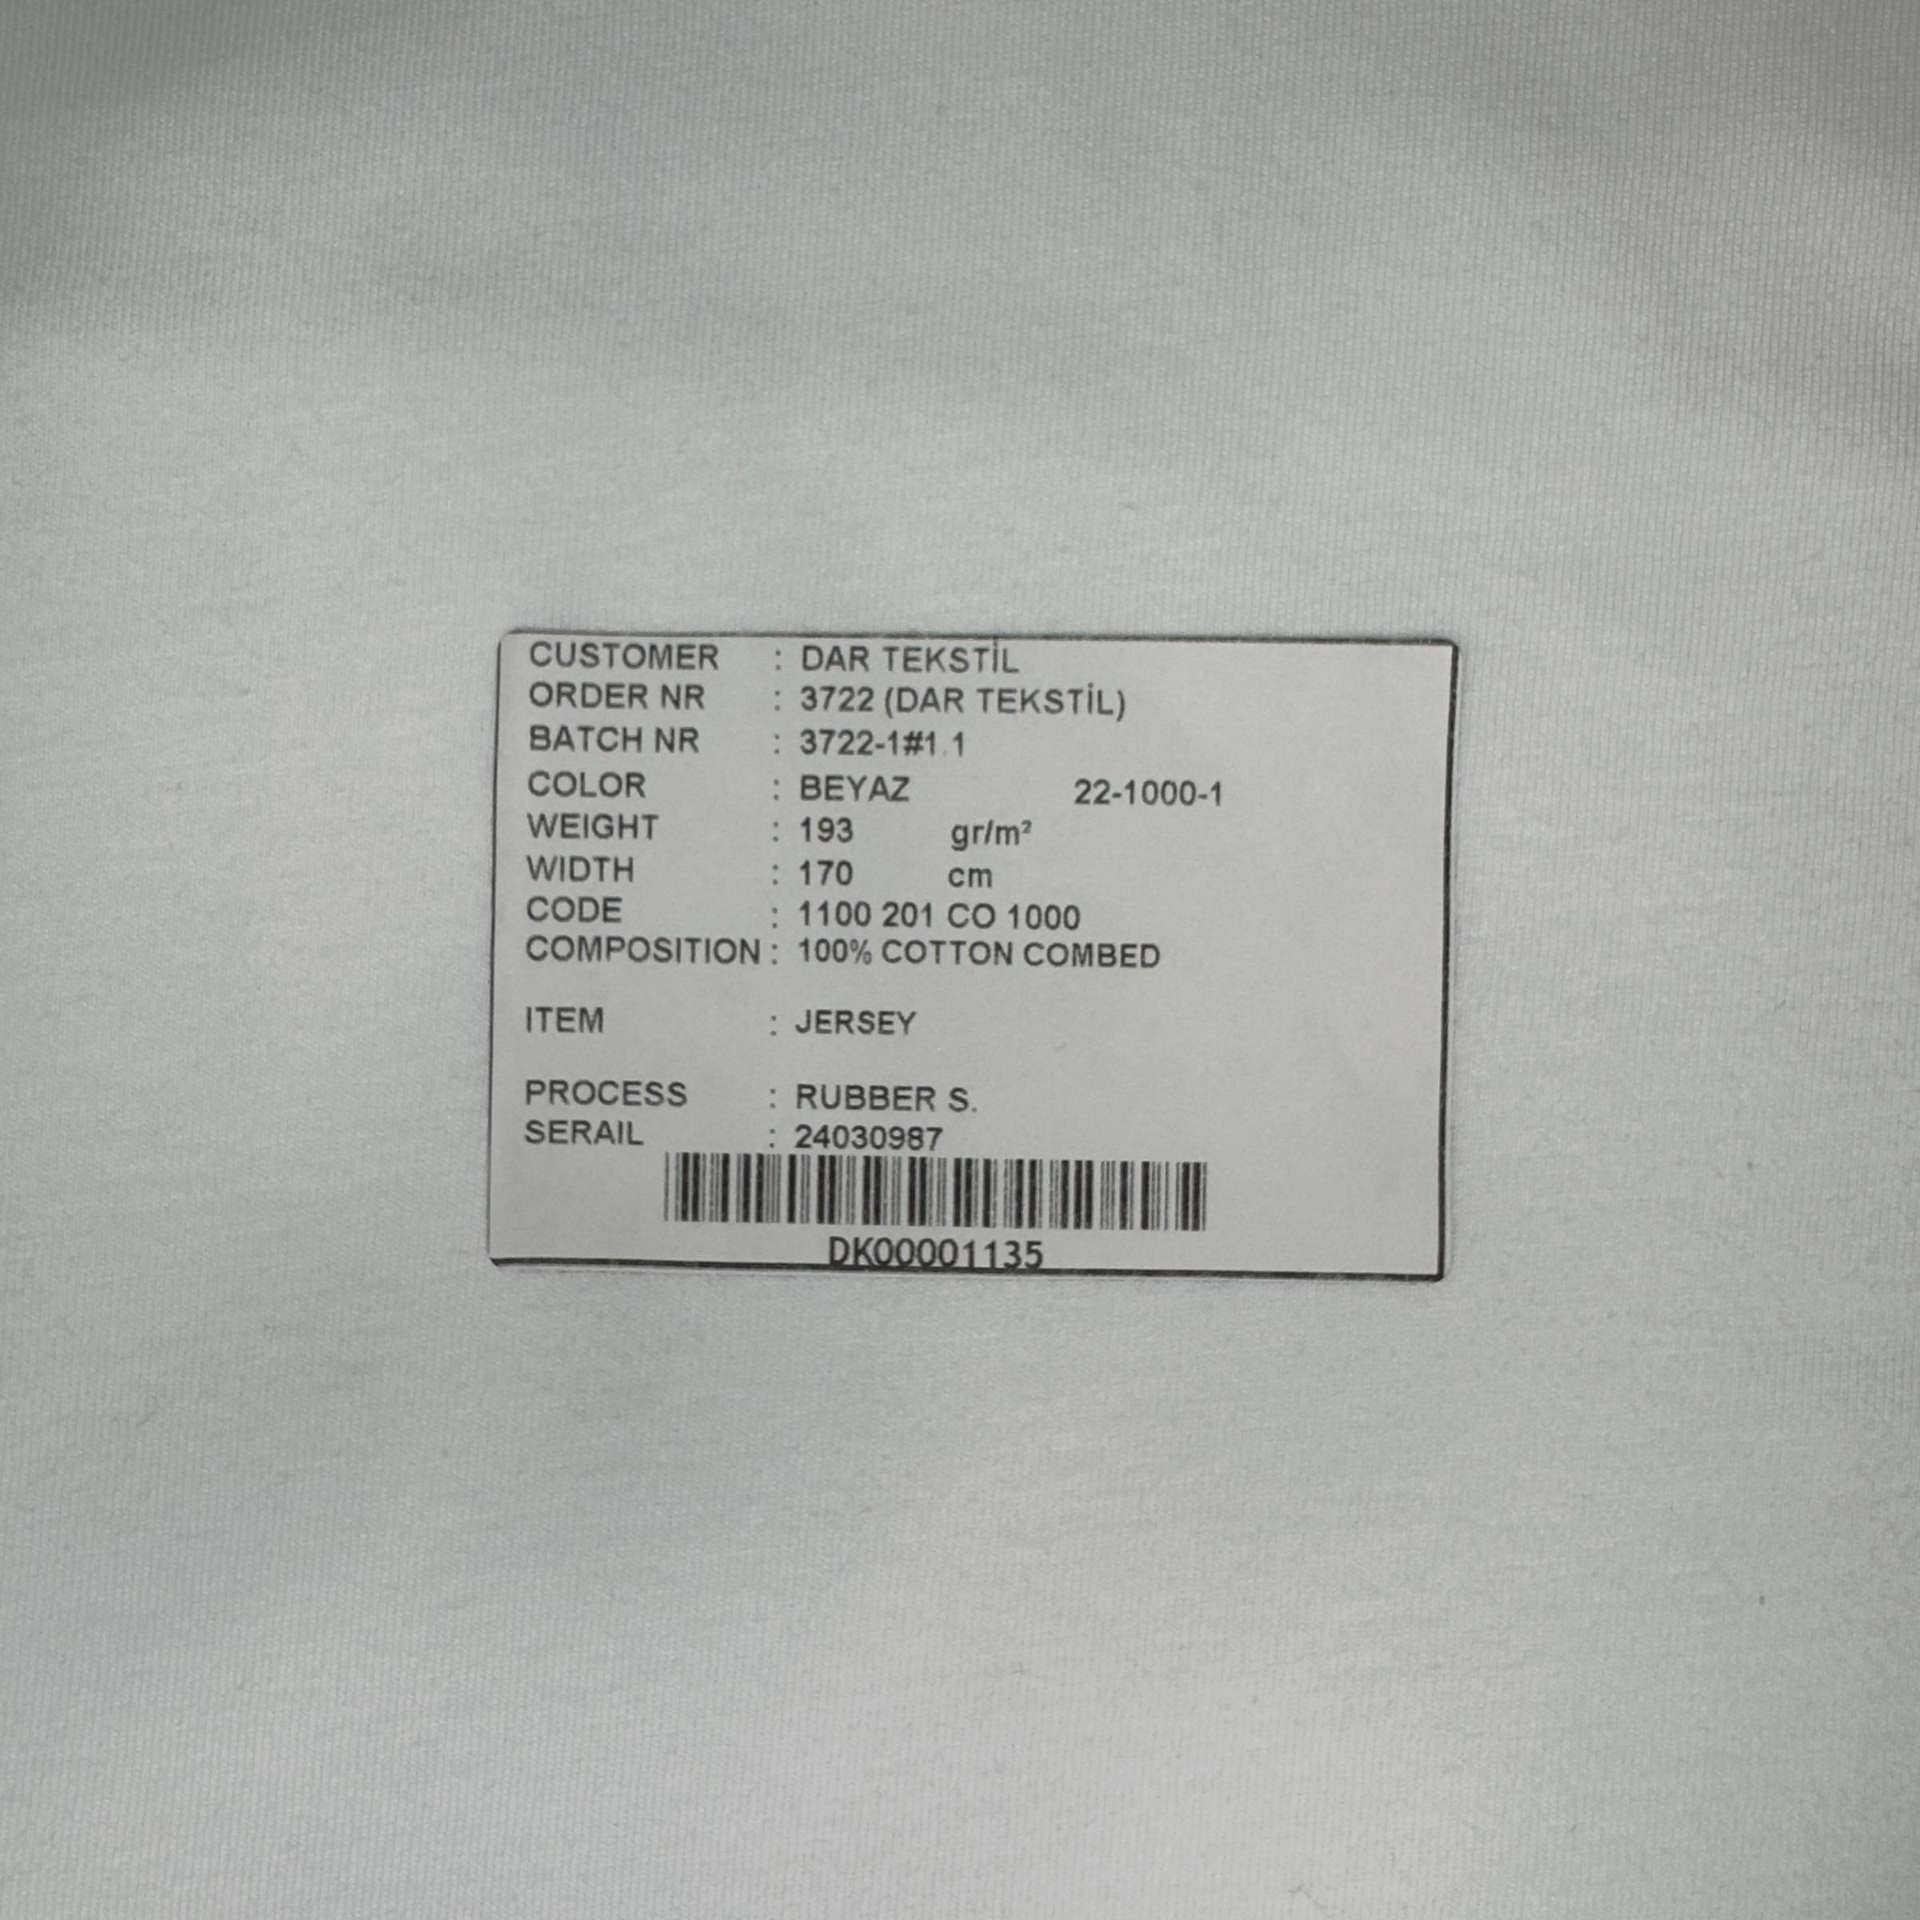 CUSTOMER : DAR TEKSTİL
ORDER NR : 3722 (DAR TEKSTİL)
BATCH NR : 3722-1#1.1
COLOR : BEYAZ 22-1000-1
WEIGHT : 193 gr/m²
WIDTH : 170 cm
CODE : 1100 201 CO 1000
COMPOSITION : 100% COTTON COMBED
ITEM : JERSEY
PROCESS : RUBBER S.
SERAIL : 24030987
DK00001135